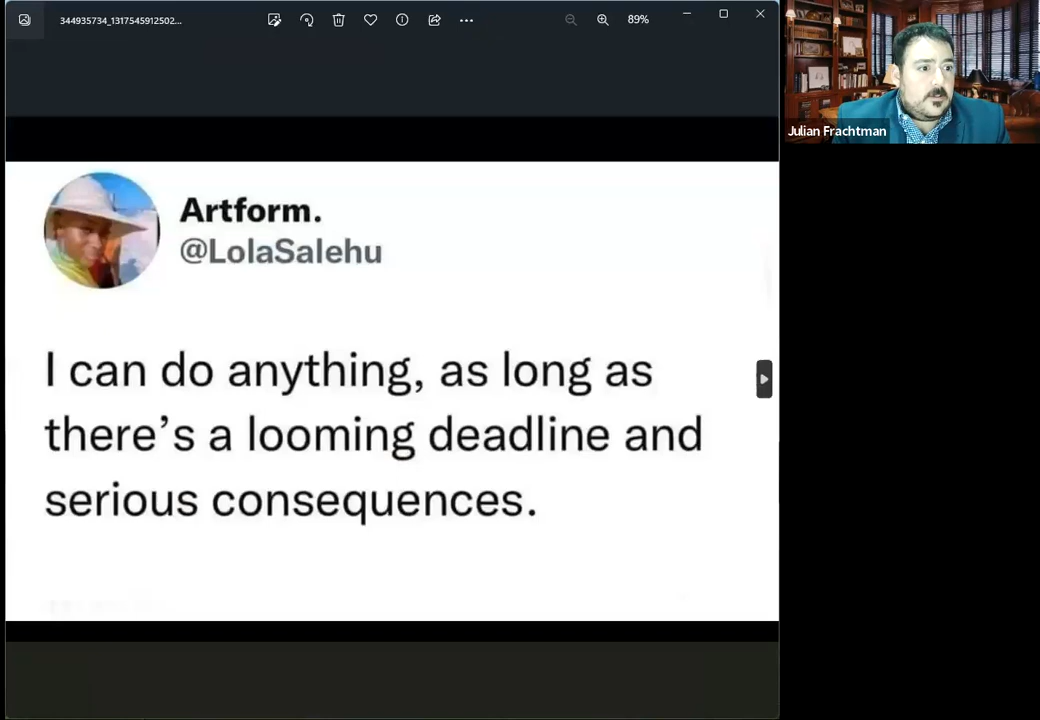 344935734_1317545912502...
89%
Julian Frachtman
Artform.
@LolaSalehu
I can do anything, as long as
there's a looming deadline and
serious consequences.